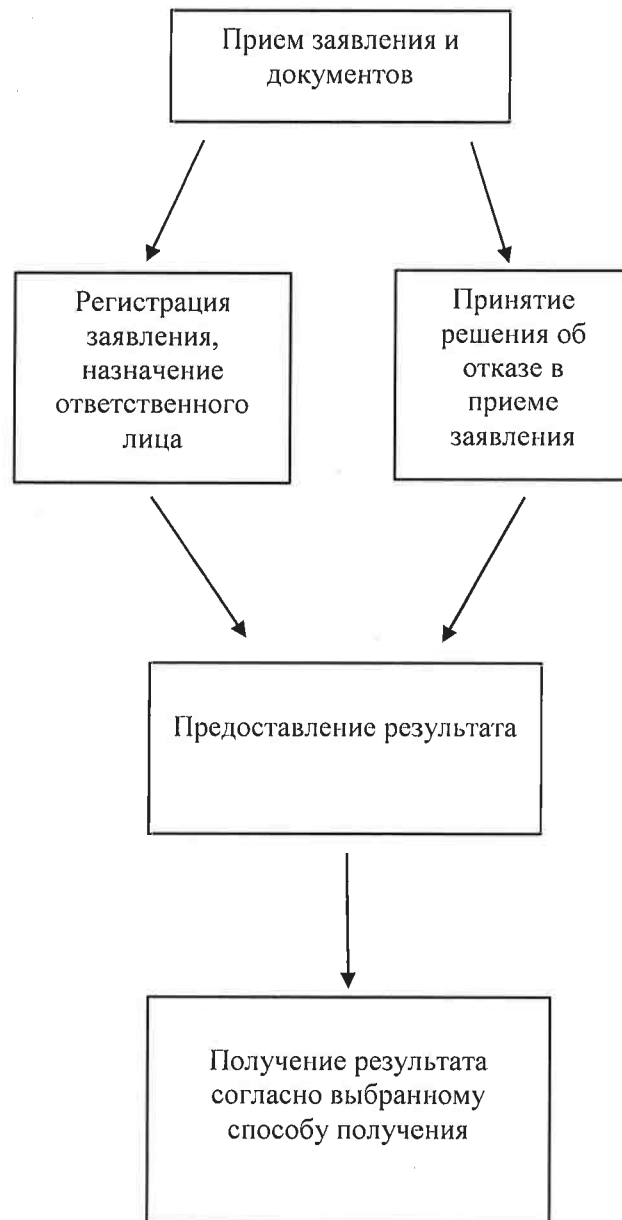 Прием заявления и
документов
Регистрация
заявления,
назначение
ответственного
лица
Принятие
решения об
отказе в
приеме
заявления
Предоставление результата
Получение результата
согласно выбранному
способу получения